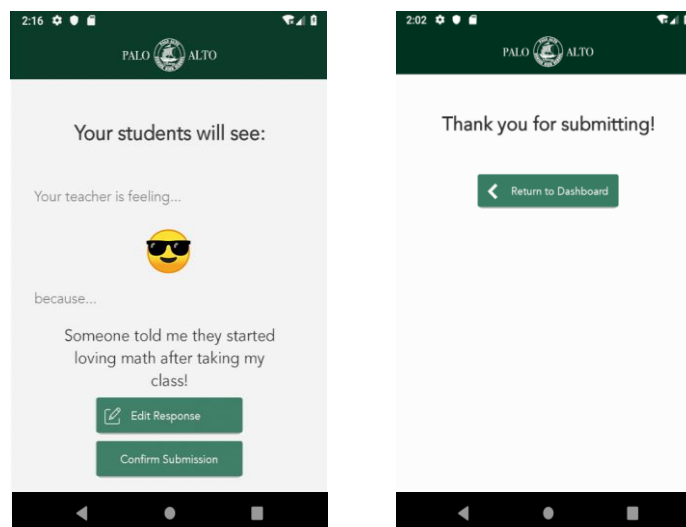 2:16
PALO ALTO
Your students will see:
Your teacher is feeling...
because...
Someone told me they started
loving math after taking my
class!
Edit Response
Confirm Submission
2:02
PALO ALTO
Thank you for submitting!
Return to Dashboard